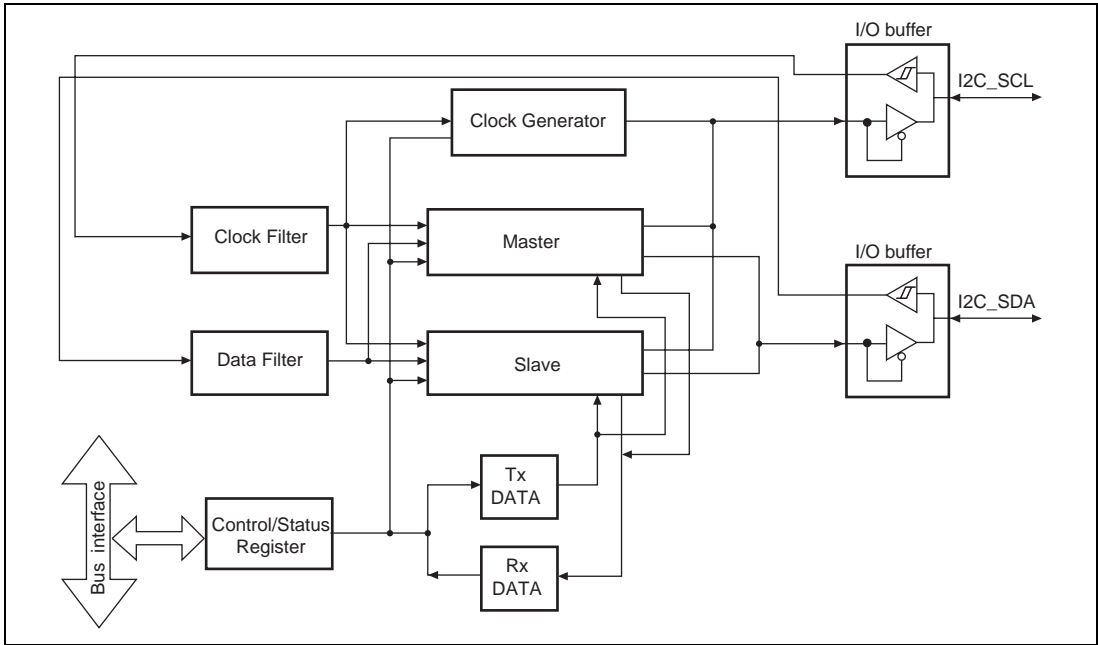 I/O buffer
I2C_SCL
Clock Generator
Clock Filter
Master
I/O buffer
I2C_SDA
Data Filter
Slave
Bus interface
Control/Status
Register
Tx
DATA
Rx
DATA